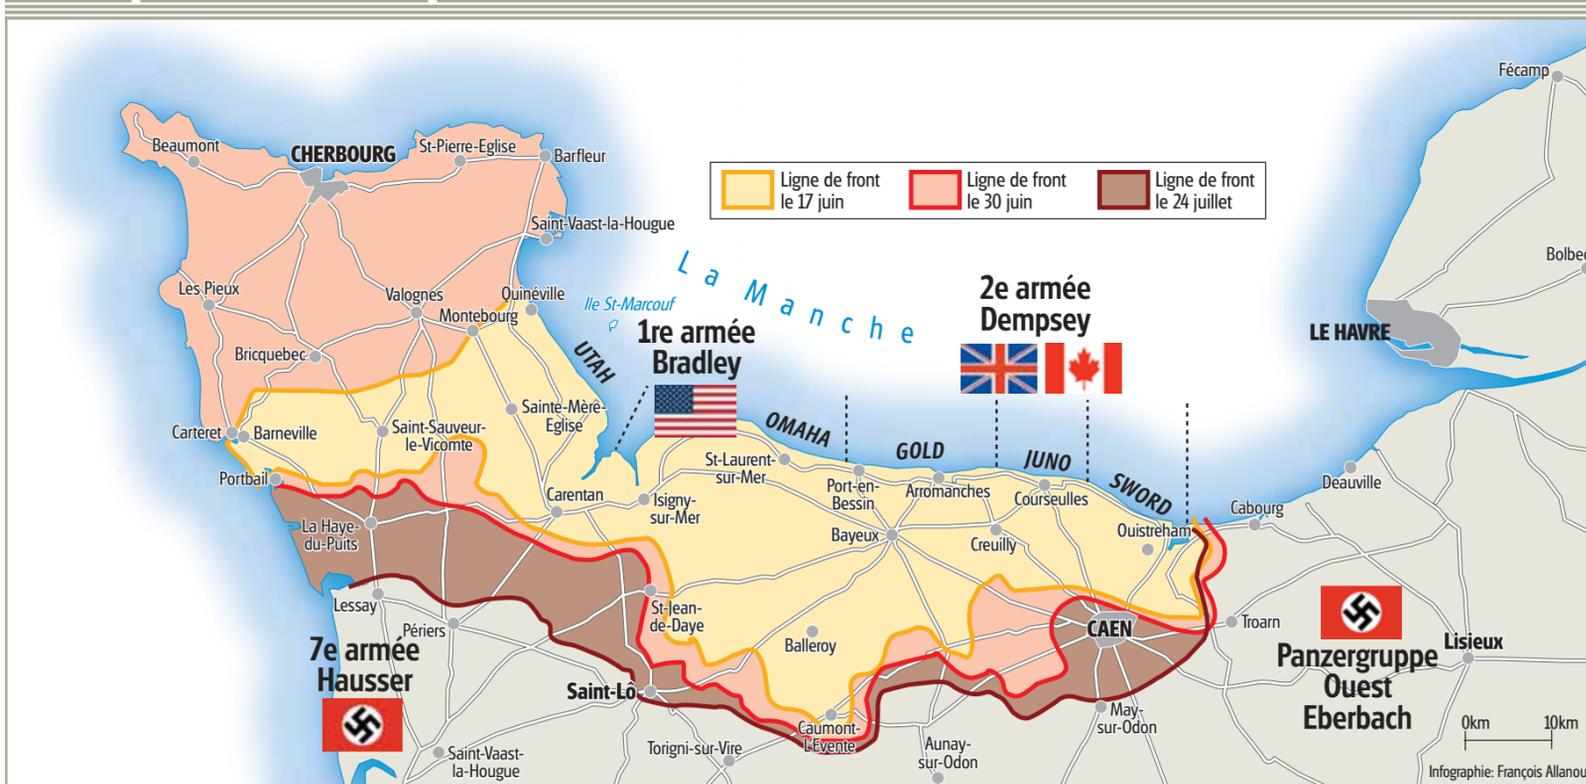 Fécamp
Beaumont
CHERBOURG
St-Pierre-Eglise
Barfleur
Ligne de front
le 17 juin
Ligne de front
le 30 juin
Ligne de front
le 24 juillet
Saint-Vaast-la-Hougue
La Manche
Bolbec
Les Pieux
Valognes
Quinéville
Ile St-Marcouf
Montebourg
2e armée
Dempsey
1re armée
Bradley
LE HAVRE
Bricquebec
UTAH
Sainte-Mère-
Eglise
OMAHA
GOLD
JUNO
SWORD
Carteret
Barneville
Saint-Sauveur-
le-Vicomte
St-Laurent-
sur-Mer
Port-en-
Bessin
Arromanches
Courseulles
Deauville
Portbail
Carentan
Isigny-
sur-Mer
Cabourg
La Haye-
du-Puits
Bayeux
Creuilly
Ouistreham
Lessay
St-Jean-
de-Daye
Périers
Balleroy
CAEN
Troarn
Lisieux
7e armée
Hausser
Panzergruppe
Ouest
Eberbach
Saint-Lô
Caumont-
L'Evente
May-
sur-Odon
0km
10km
Saint-Vaast-
la-Hougue
Torigni-sur-Vire
Aunay-
sur-Odon
Infographie: François Allanou